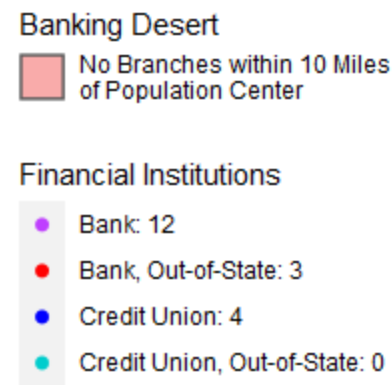 Banking Desert
No Branches within 10 Miles
of Population Center
Financial Institutions
Bank: 12
Bank, Out-of-State: 3
Credit Union: 4
Credit Union, Out-of-State: 0